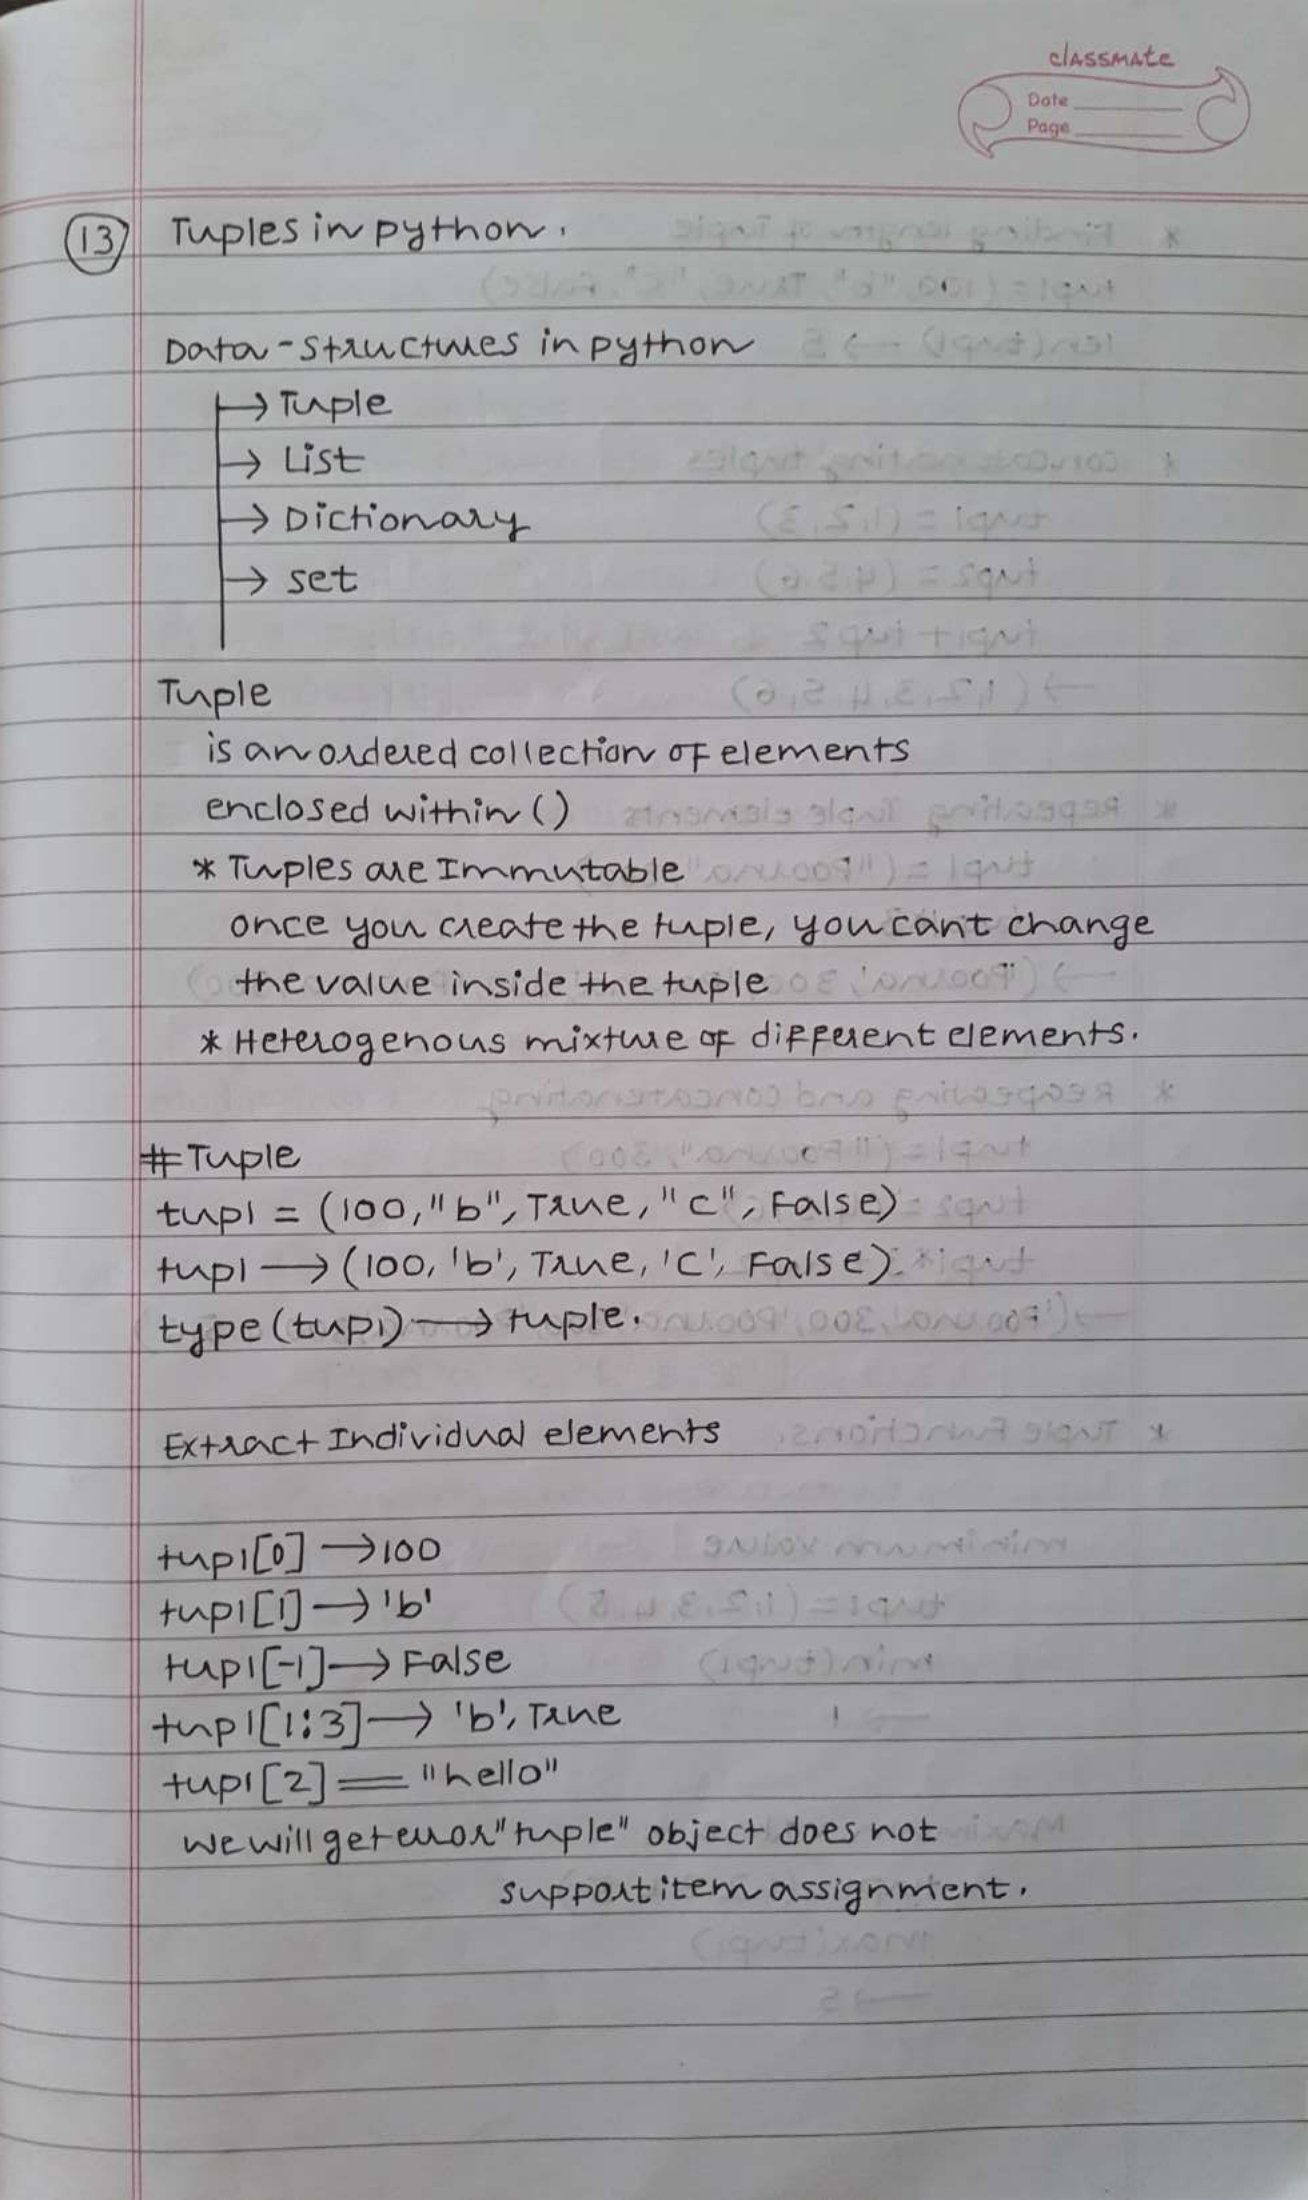 classmate
Date
Page
13 Tuples in python.
Data-structures in python
→ Tuple
→ List
→ Dictionary
→ set
Tuple
is an ordered collection of elements
enclosed within ()
* Tuples are Immutable
once you create the tuple, you can't change
the value inside the tuple
* Heterogenous mixture of different elements.
# Tuple
tup1 = (100, "b", True, "c", False)
tup1 → (100, 'b', True, 'c', False)
type(tup1) → tuple.
Extract Individual elements
tup1[0] → 100
tup1[1] → 'b'
tup1[-1] → False
tup1[1:3] → 'b', True
tup1[2] = "hello"
we will get error "tuple" object does not
support item assignment.